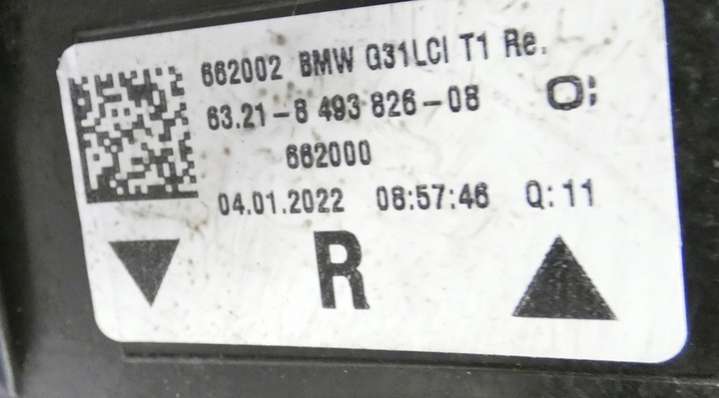 662002 BMW G31LCI T1 Re.
63.21-8 493 826-08 O:
662000
04.01.2022 08:57:46 Q:11
R